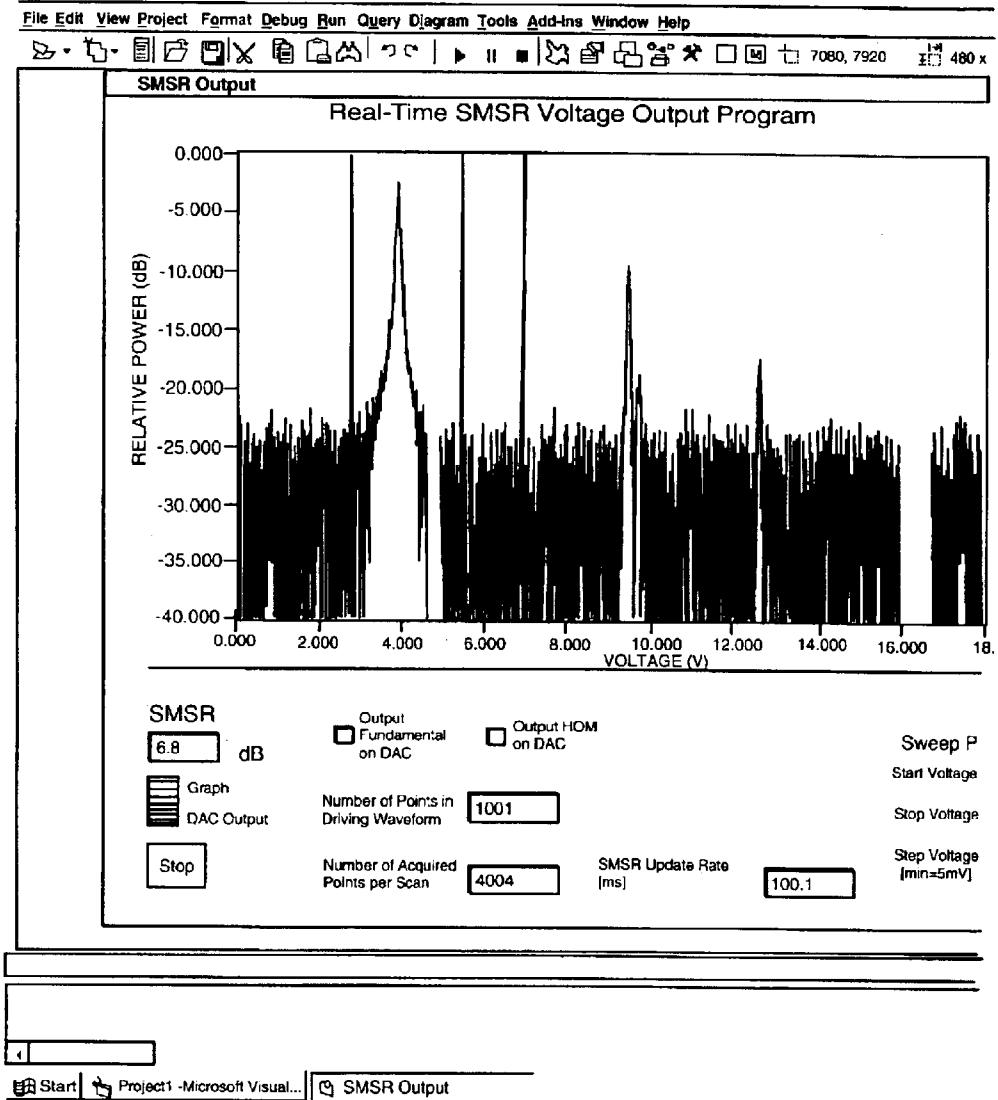 File Edit View Project Format Debug Run Query Diagram Tools Add-Ins Window Help
7080, 7920 480 x
SMSR Output
Real-Time SMSR Voltage Output Program
0.000
-5.000
-10.000
-15.000
-20.000
-25.000
-30.000
-35.000
-40.000
RELATIVE POWER (dB)
0.000 2.000 4.000 6.000 8.000 10.000 12.000 14.000 16.000 18.
VOLTAGE (V)
SMSR
6.8 dB
Graph
DAC Output
Stop
Output
Fundamental
on DAC
Output HOM
on DAC
Number of Points in
Driving Waveform
1001
Number of Acquired
Points per Scan
4004
SMSR Update Rate
[ms]
100.1
Sweep P
Start Voltage
Stop Voltage
Step Voltage
[min=5mV]
Start Project1 -Microsoft Visual... SMSR Output